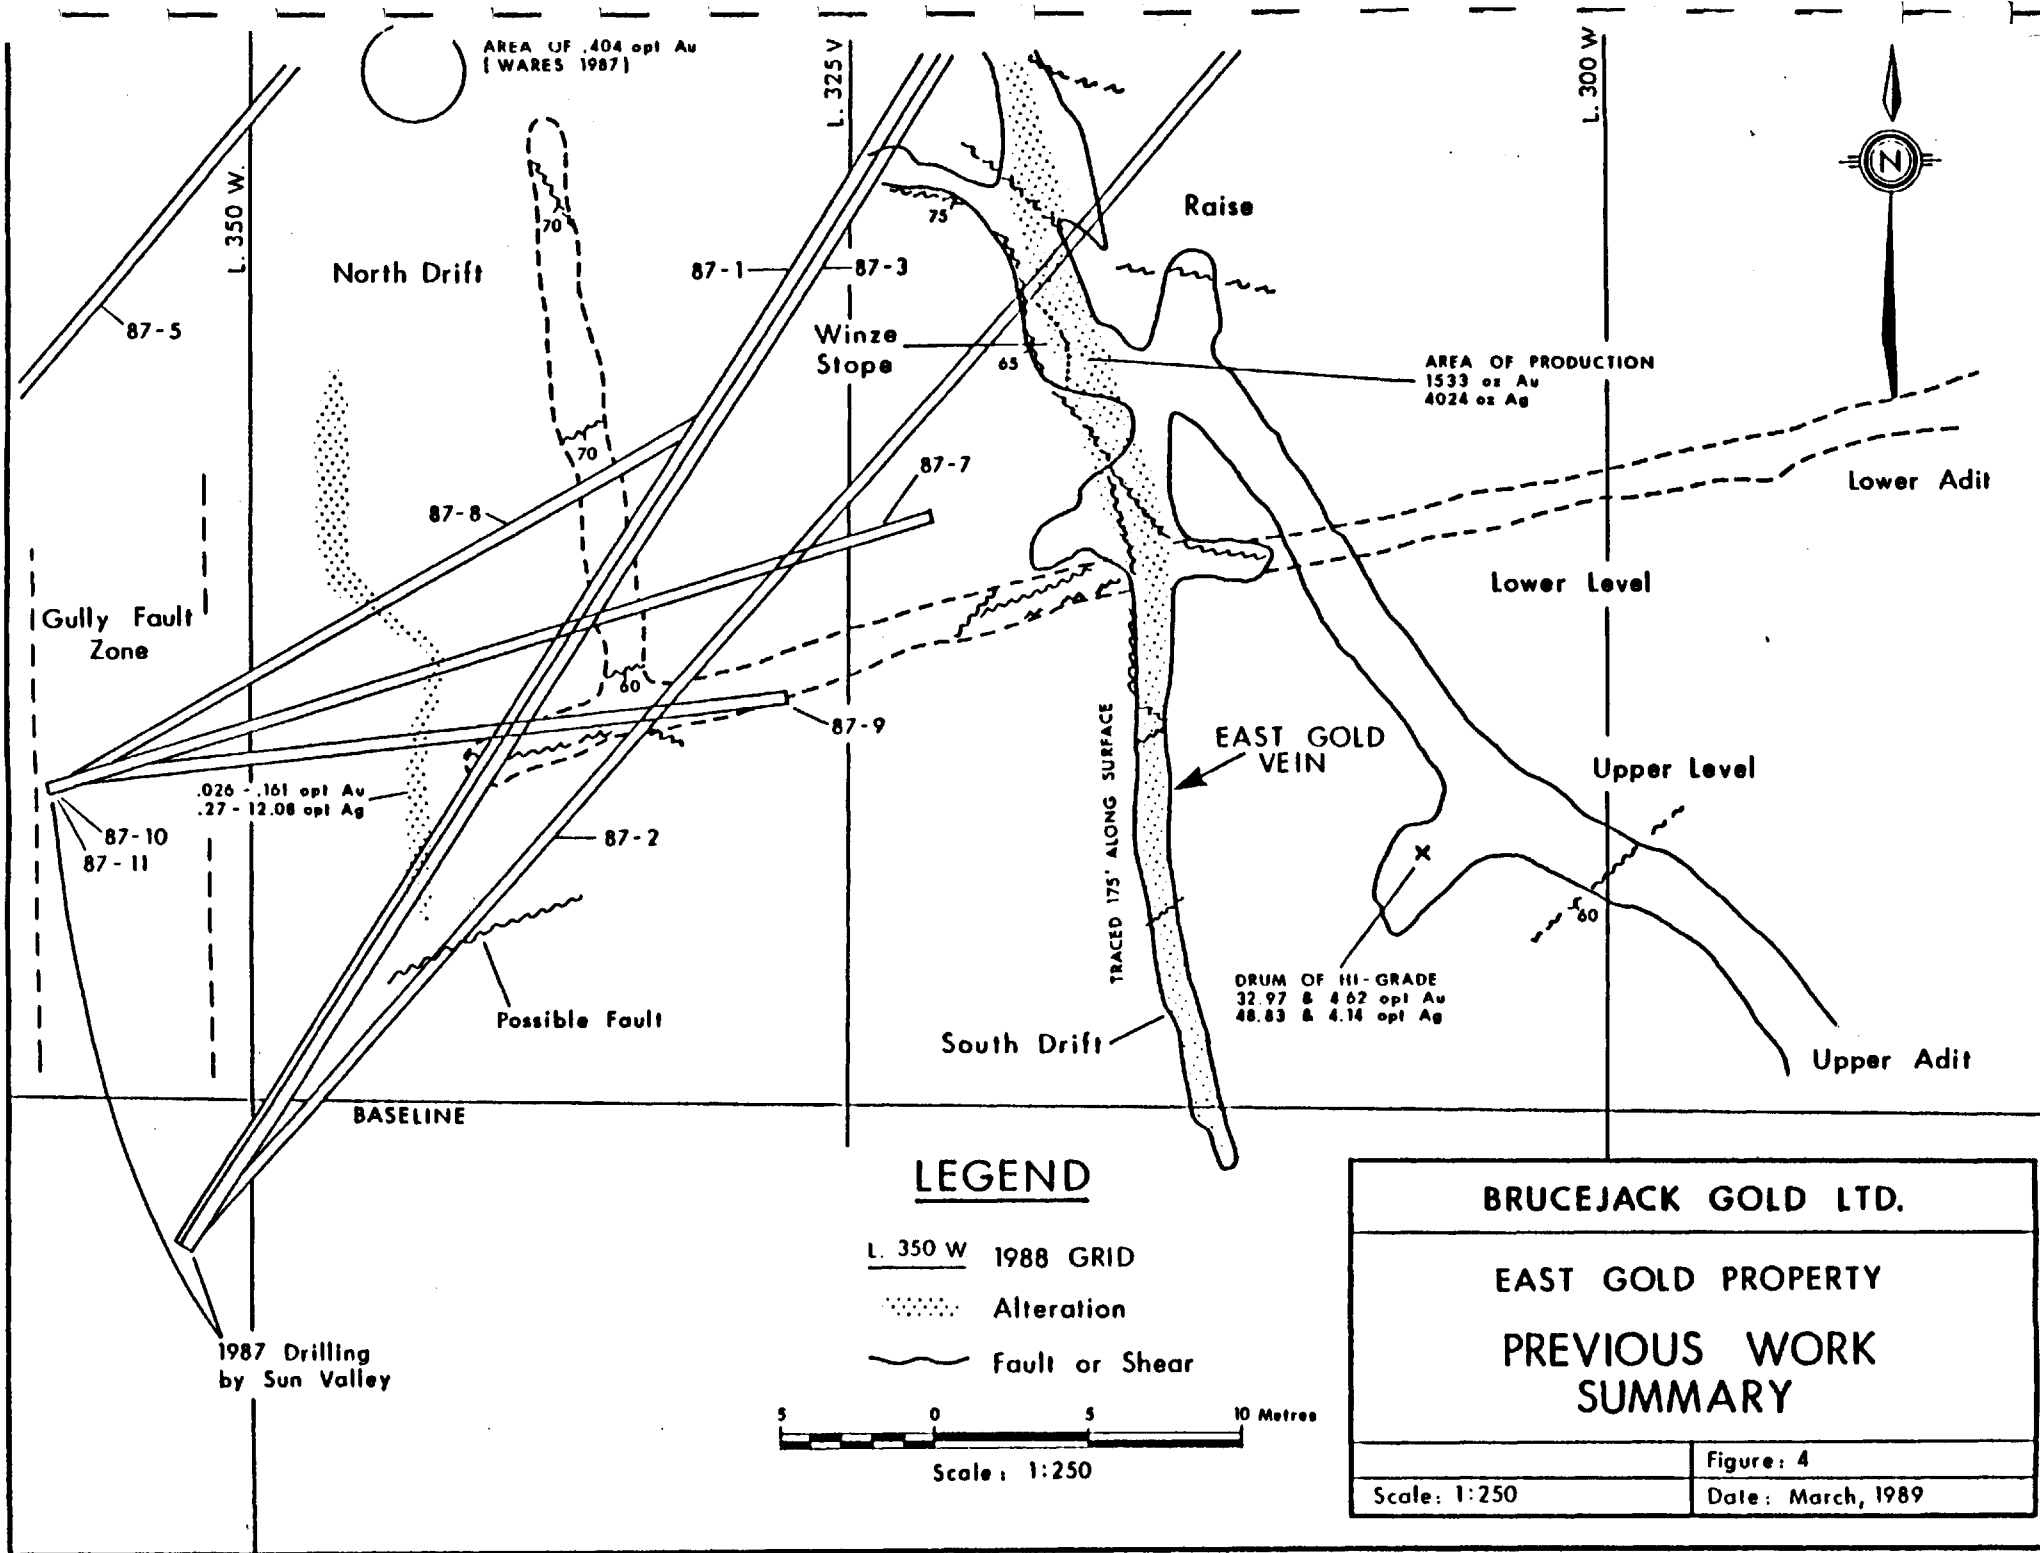 AREA OF .404 opt Au
( WARES 1987)
L. 350 W.
L. 325 V
L. 300 W
N
North Drift
70
75
Raise
87-1
87-3
87-5
Winze
Stope
65
AREA OF PRODUCTION
1533 oz Au
4024 oz Ag
70
87-7
87-8
Lower Adit
Lower Level
Gully Fault
Zone
60
87-9
EAST GOLD
VEIN
TRACED 175' ALONG SURFACE
Upper Level
.026 - .161 opt Au
.27 - 12.08 opt Ag
87-10
87-11
87-2
x
60
DRUM OF HI-GRADE
32.97 & 4.62 opt Au
48.83 & 4.14 opt Ag
Possible Fault
South Drift
Upper Adit
BASELINE
LEGEND
L. 350 W 1988 GRID
Alteration
Fault or Shear
1987 Drilling
by Sun Valley
5 0 5 10 Metres
Scale: 1:250
BRUCEJACK GOLD LTD.
EAST GOLD PROPERTY
PREVIOUS WORK
SUMMARY
Figure: 4
Scale: 1:250
Date: March, 1989